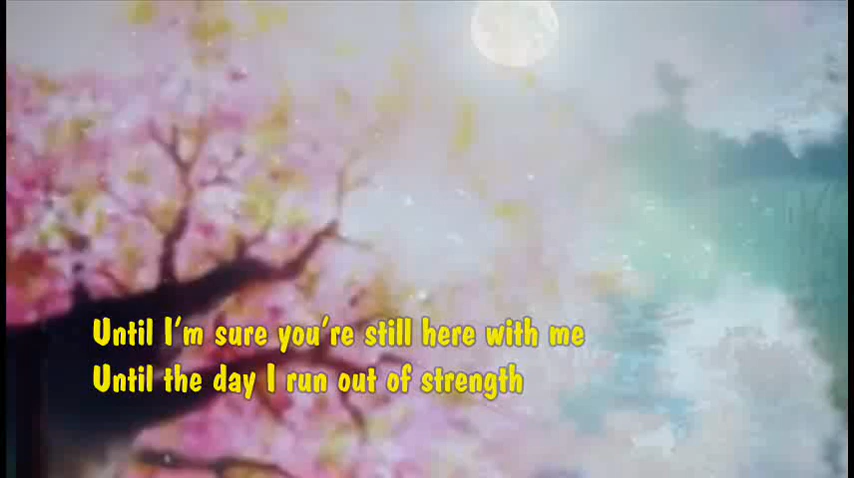 Until I'm sure you're still here with me
Until the day I run out of strength